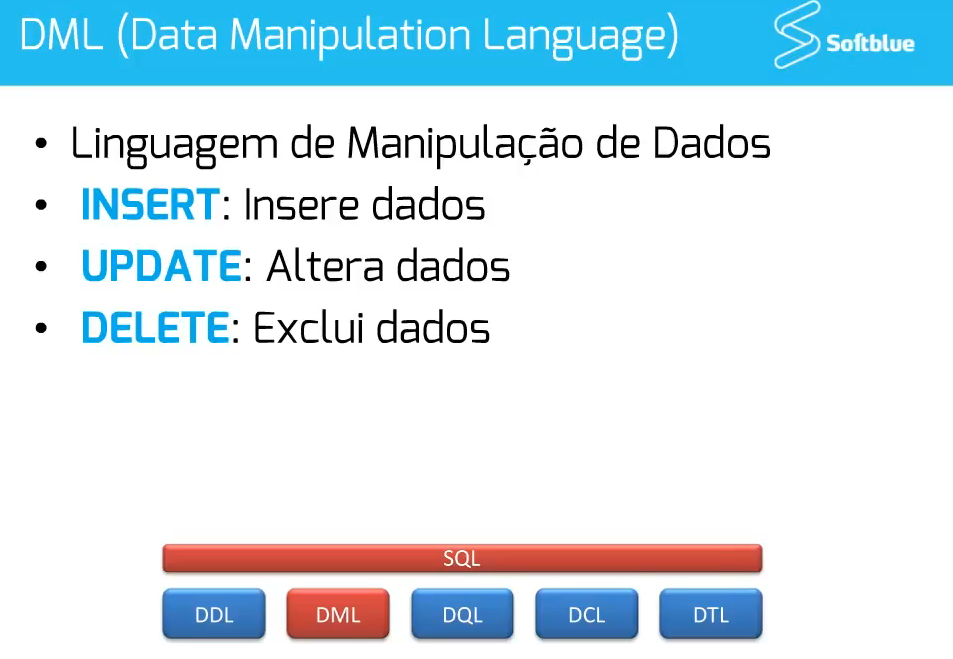 DML (Data Manipulation Language)
Softblue
• Linguagem de Manipulação de Dados
• INSERT: Insere dados
• UPDATE: Altera dados
• DELETE: Exclui dados
SQL
DDL DML DQL DCL DTL